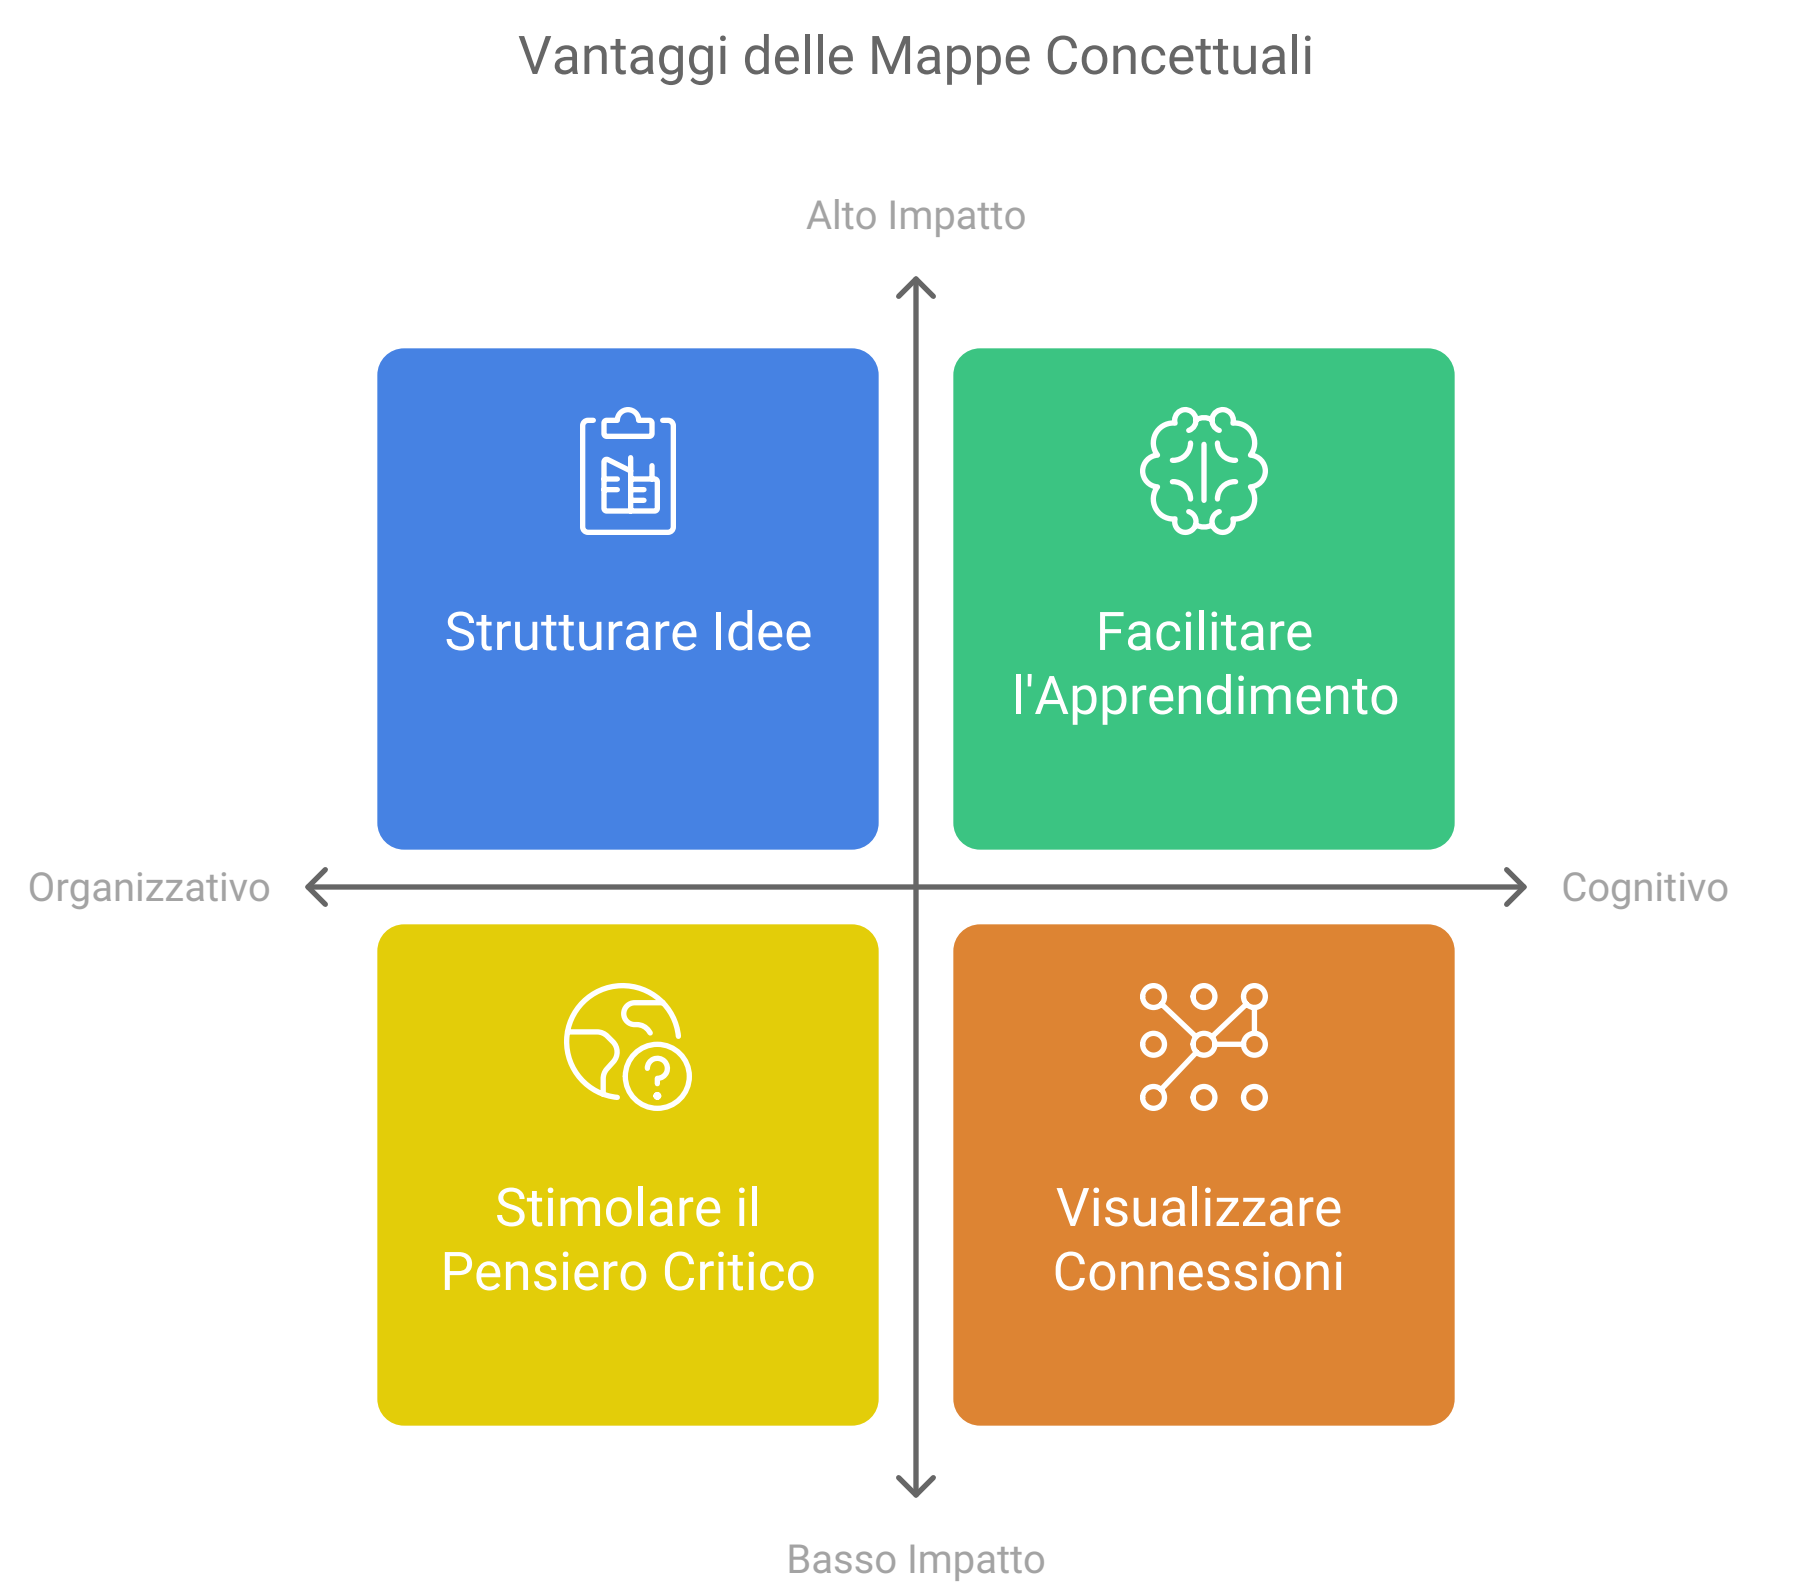 Vantaggi delle Mappe Concettuali
Alto Impatto
Strutturare Idee
Facilitare
l'Apprendimento
Organizzativo
Cognitivo
Stimolare il
Pensiero Critico
Visualizzare
Connessioni
Basso Impatto